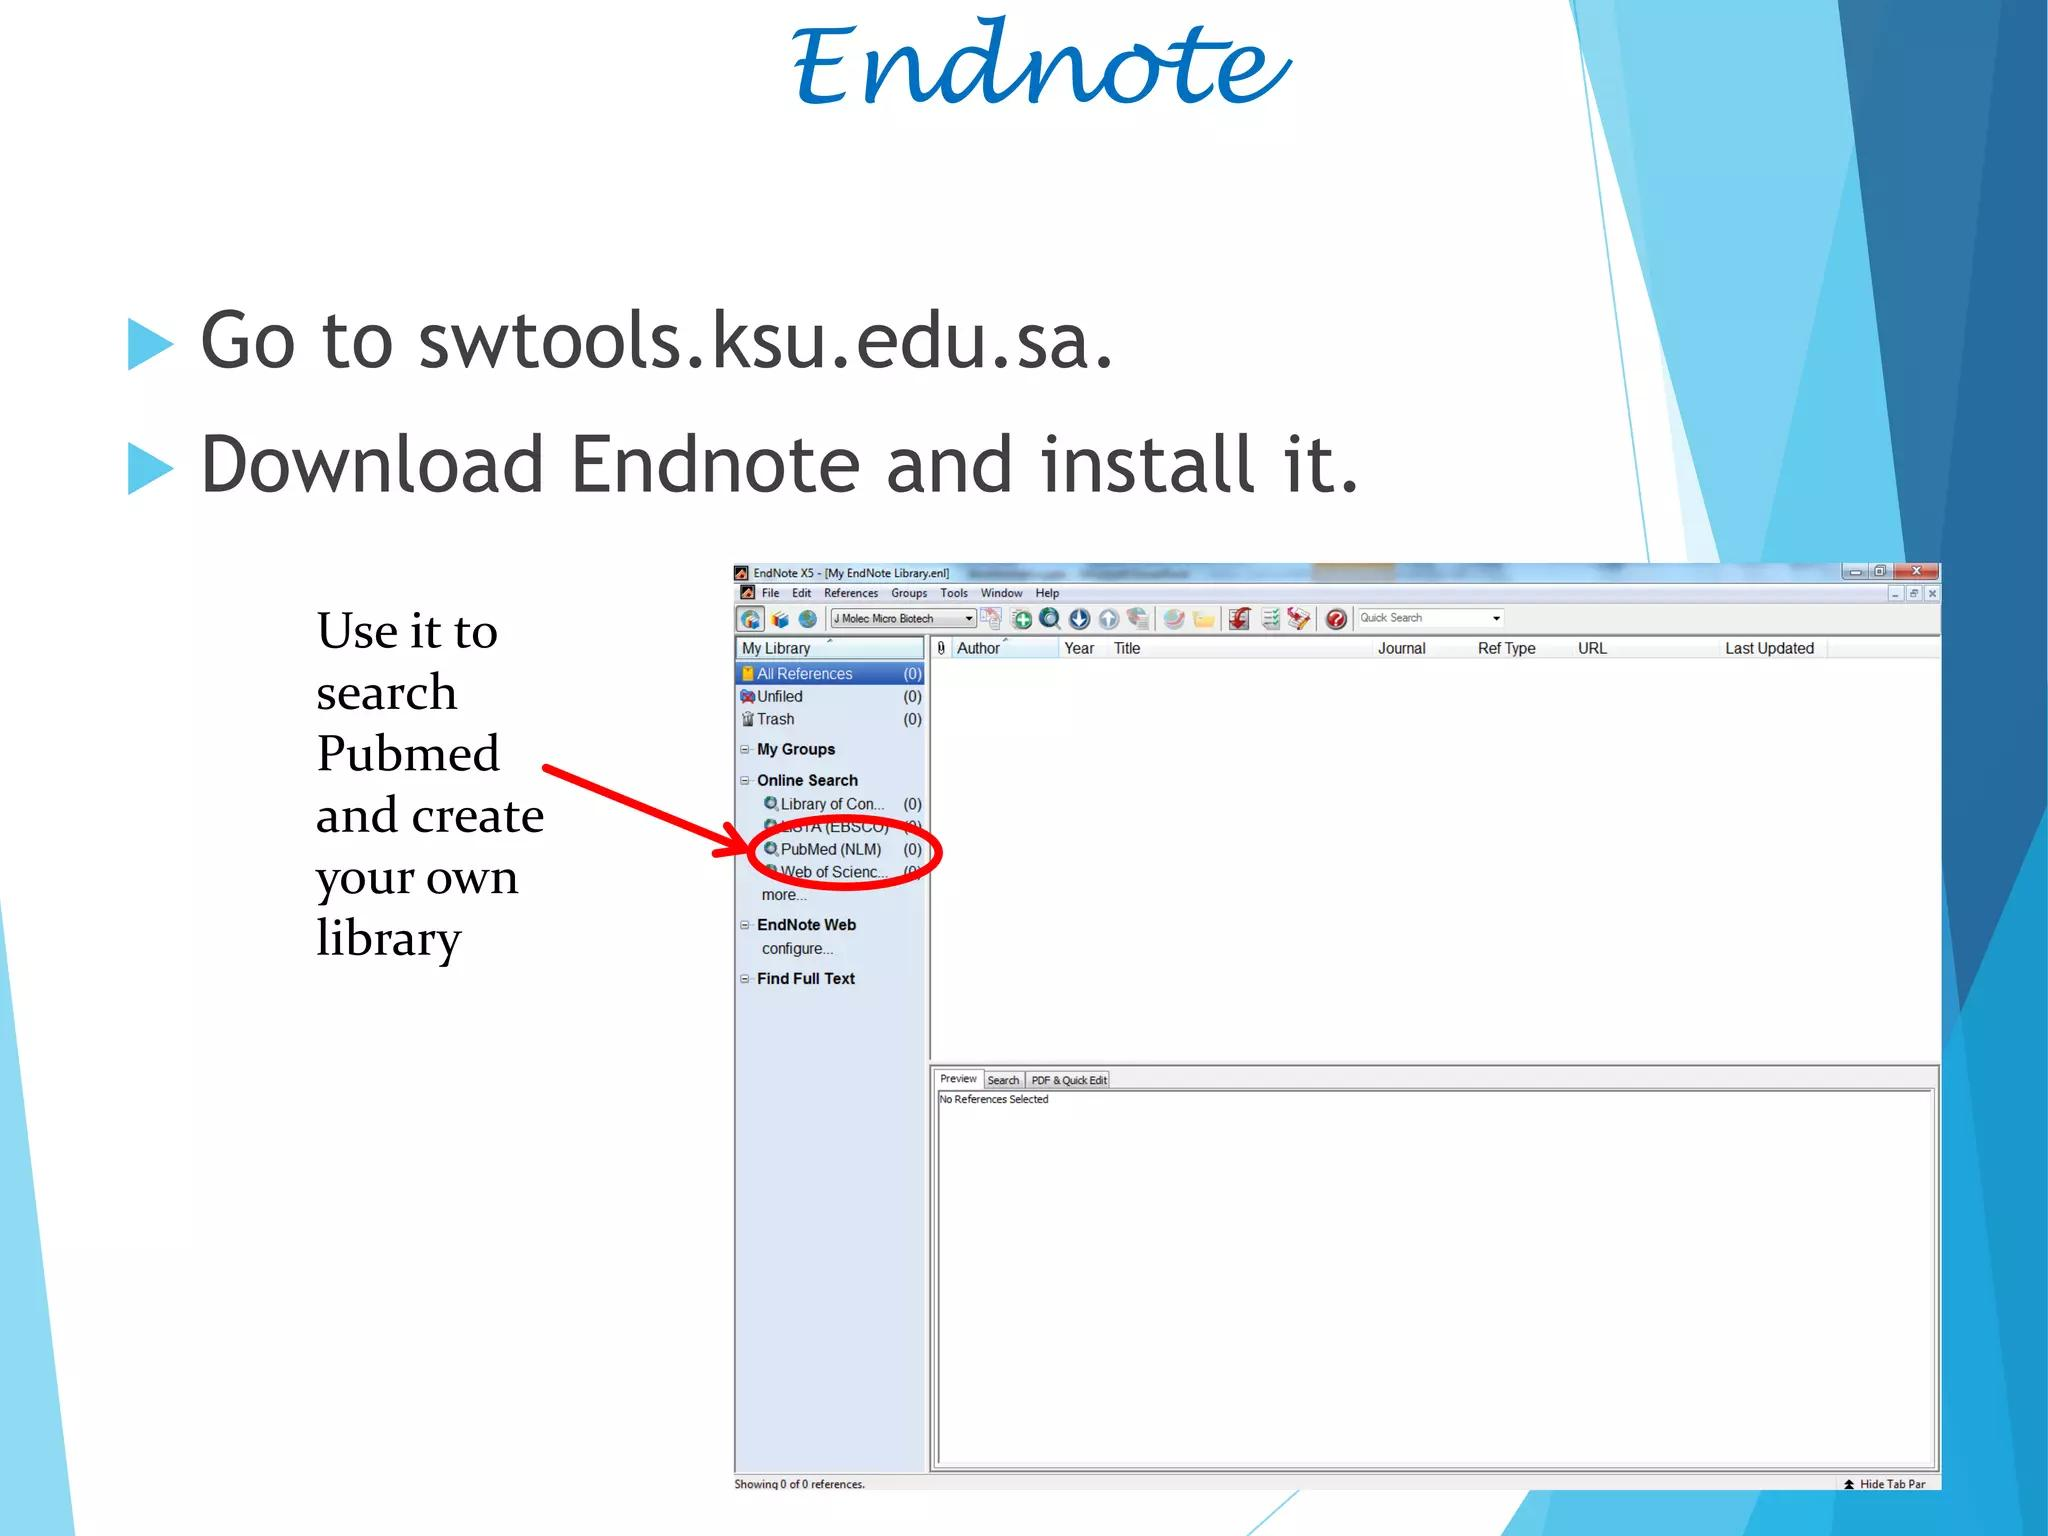 Endnote
Go to swtools.ksu.edu.sa.
Download Endnote and install it.
Use it to
search
Pubmed
and create
your own
library
EndNote X5 - [My EndNote Library.enl]
File Edit References Groups Tools Window Help
J Molec Micro Biotech
Quick Search
My Library
Author Year Title Journal Ref Type URL Last Updated
All References (0)
Unfiled (0)
Trash (0)
My Groups
Online Search
Library of Con... (0)
LISTA (EBSCO) (0)
PubMed (NLM) (0)
Web of Scienc... (0)
more...
EndNote Web
configure...
Find Full Text
Preview Search PDF & Quick Edit
No References Selected
Showing 0 of 0 references.
Hide Tab Par